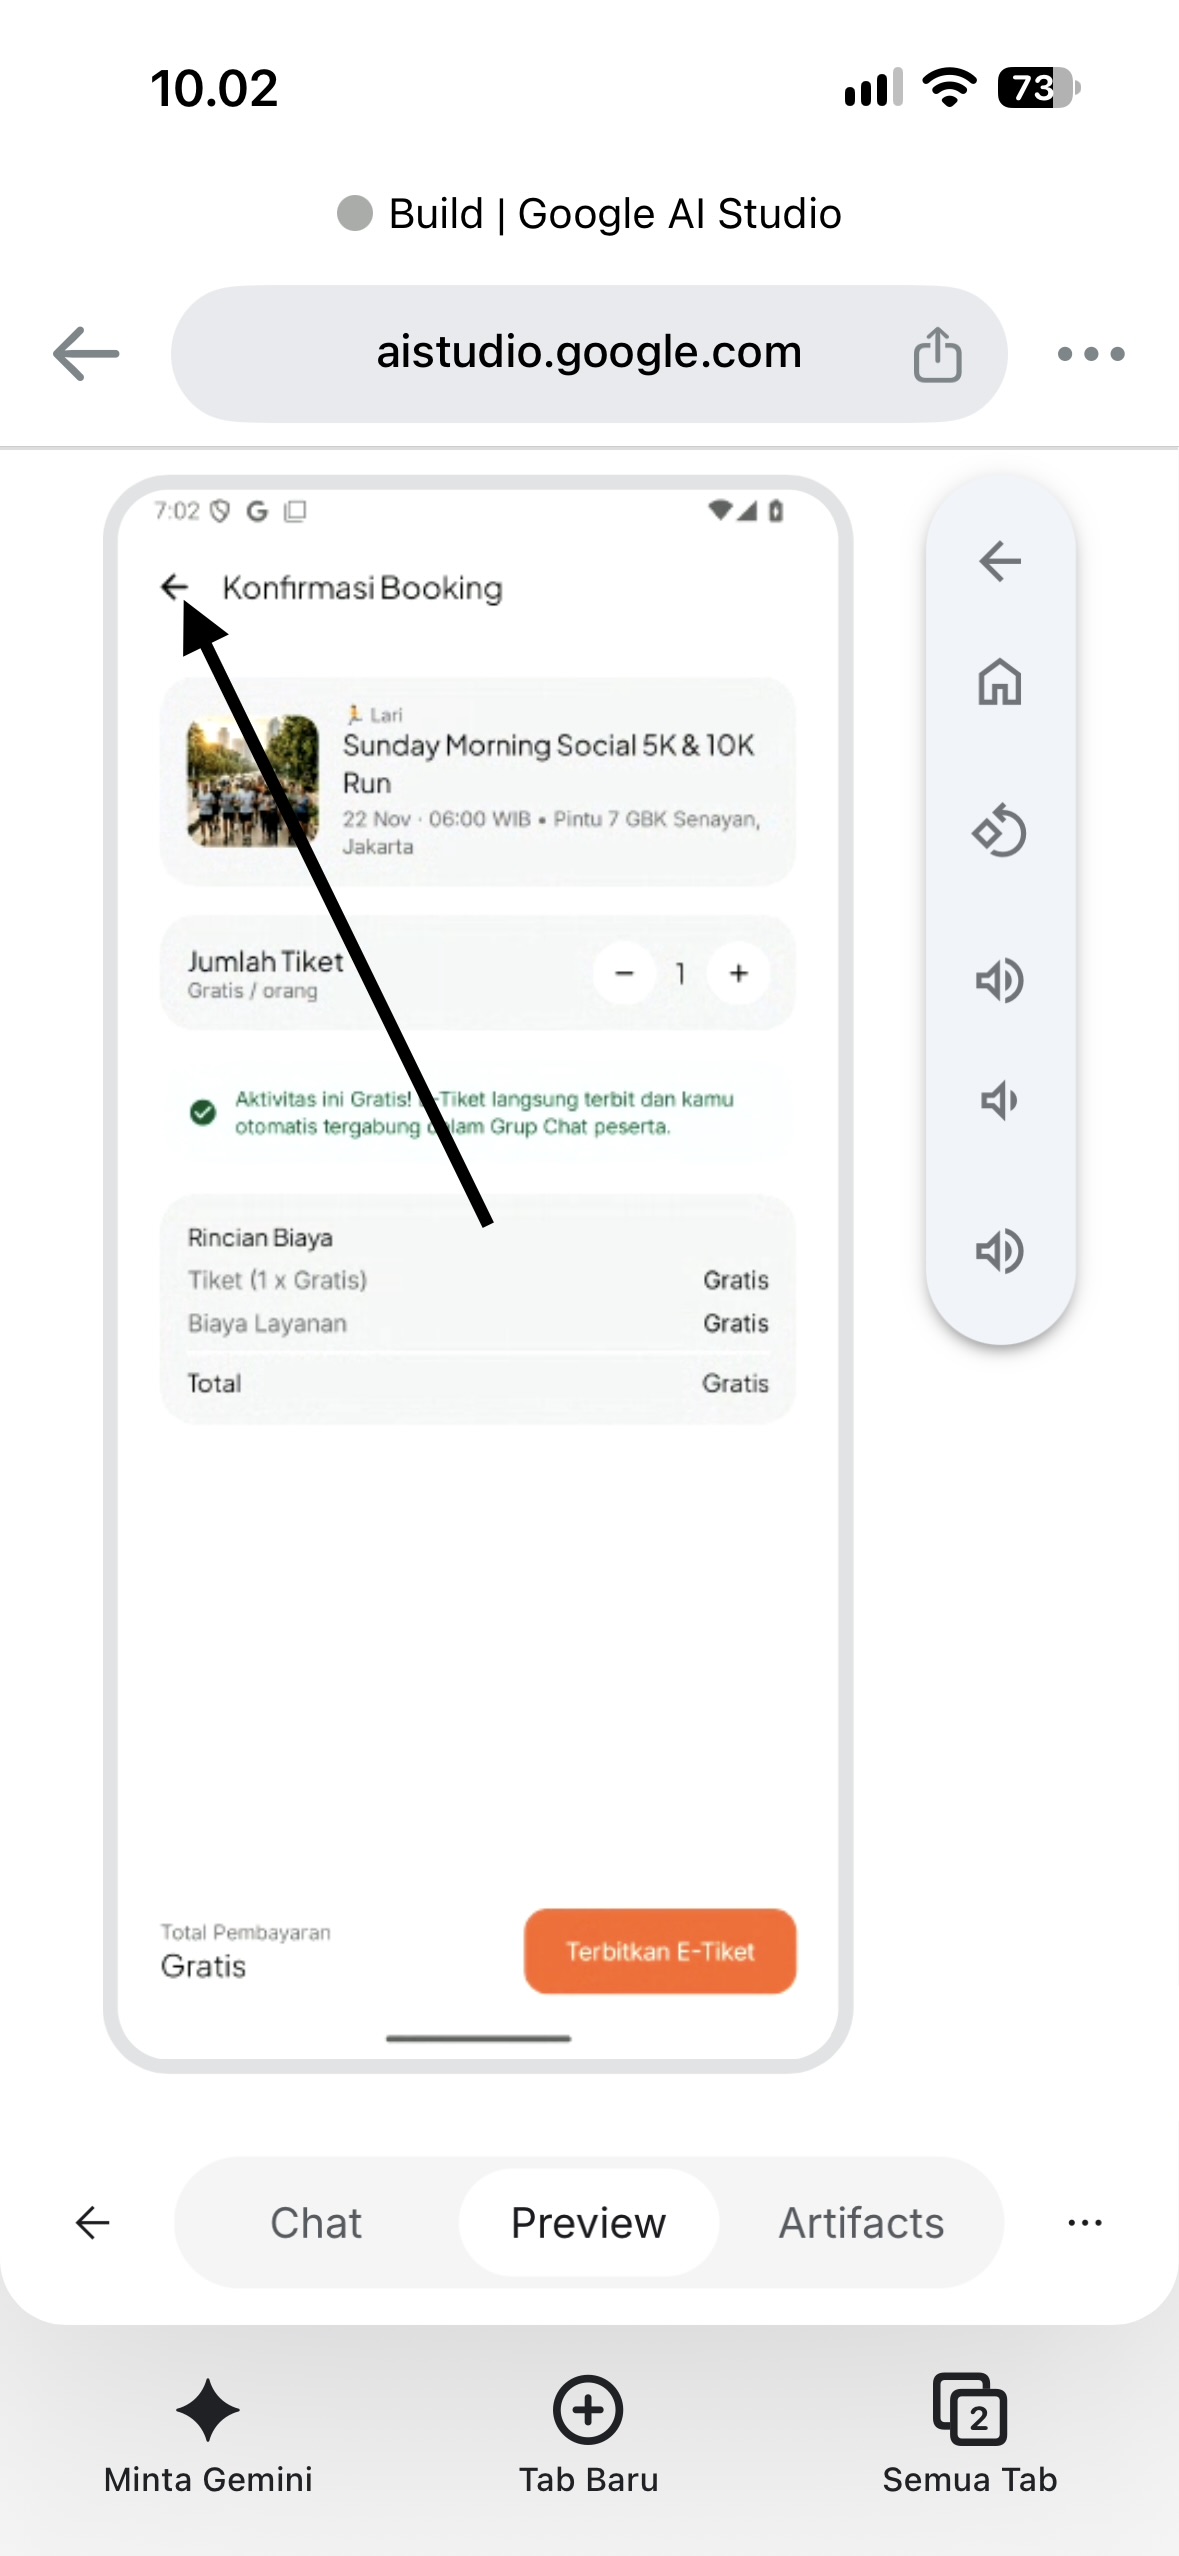 10.02
73
Build | Google AI Studio
aistudio.google.com
7:02 G
Konfirmasi Booking
Lari
Sunday Morning Social 5K & 10K
Run
22 Nov · 06:00 WIB • Pintu 7 GBK Senayan,
Jakarta
Jumlah Tiket
Gratis / orang
− 1 +
Aktivitas ini Gratis! -Tiket langsung terbit dan kamu
otomatis tergabung dalam Grup Chat peserta.
Rincian Biaya
Tiket (1 x Gratis) Gratis
Biaya Layanan Gratis
Total Gratis
Total Pembayaran
Gratis
Terbitkan E-Tiket
Chat Preview Artifacts
Minta Gemini
Tab Baru
2
Semua Tab